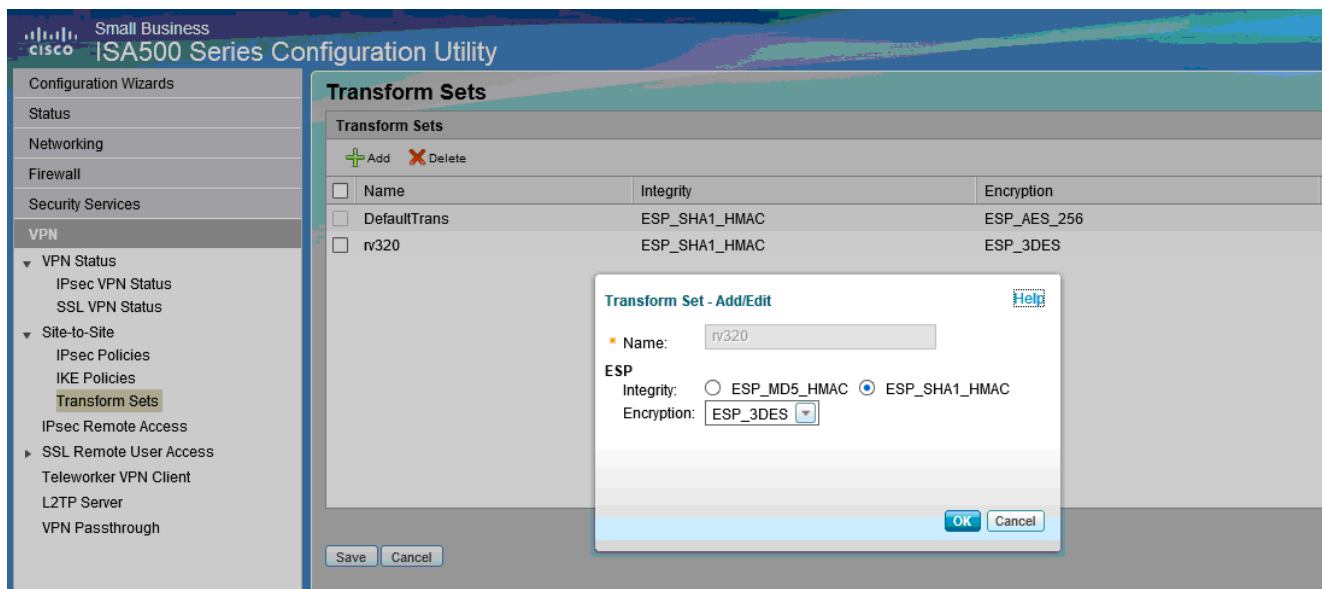 Small Business
cisco ISA500 Series Configuration Utility
Configuration Wizards
Status
Networking
Firewall
Security Services
VPN
VPN Status
IPsec VPN Status
SSL VPN Status
Site-to-Site
IPsec Policies
IKE Policies
Transform Sets
IPsec Remote Access
SSL Remote User Access
Teleworker VPN Client
L2TP Server
VPN Passthrough
Transform Sets
Transform Sets
Add Delete
Name Integrity Encryption
DefaultTrans ESP_SHA1_HMAC ESP_AES_256
rv320 ESP_SHA1_HMAC ESP_3DES
Transform Set - Add/Edit Help
* Name: rv320
ESP
Integrity: ESP_MD5_HMAC ESP_SHA1_HMAC
Encryption: ESP_3DES
OK Cancel
Save Cancel